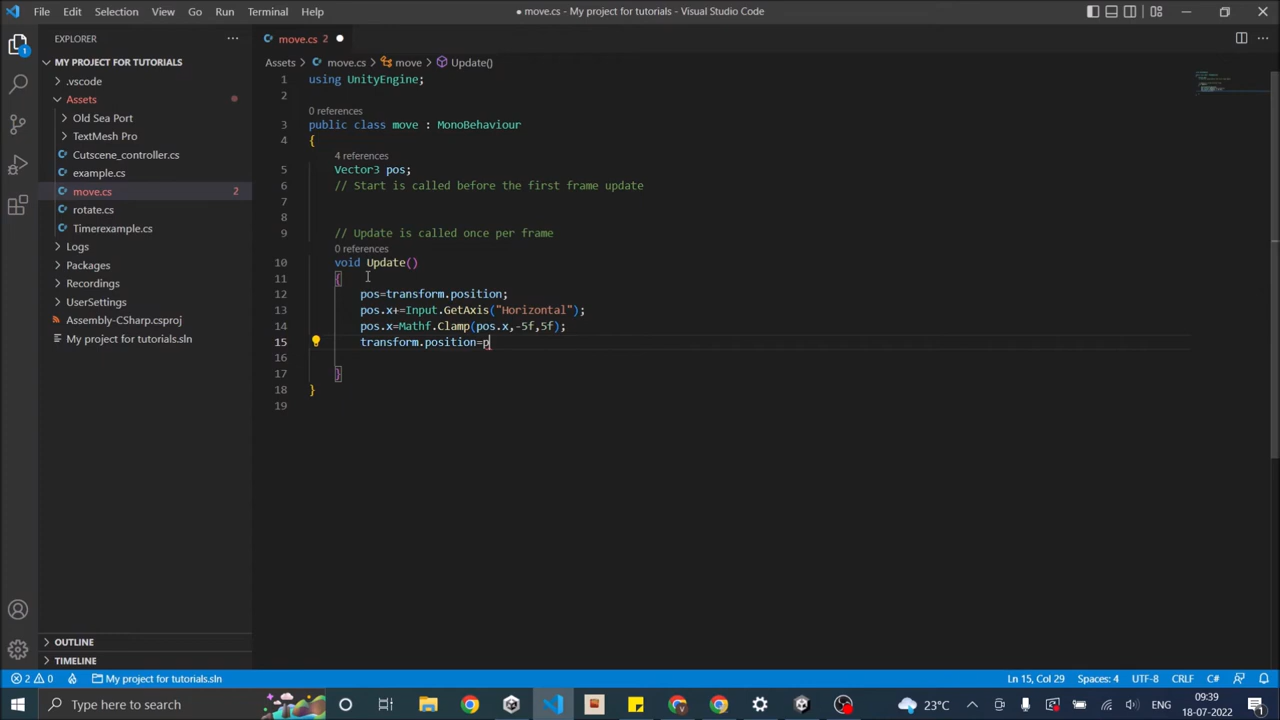 File Edit Selection View Go Run Terminal Help
● move.cs - My project for tutorials - Visual Studio Code
EXPLORER
MY PROJECT FOR TUTORIALS
.vscode
Assets
Old Sea Port
TextMesh Pro
Cutscene_controller.cs
example.cs
move.cs 2
rotate.cs
Timerexample.cs
Logs
Packages
Recordings
UserSettings
Assembly-CSharp.csproj
My project for tutorials.sln
OUTLINE
TIMELINE
1
move.cs 2 ●
Assets > move.cs > move > Update()
1 using UnityEngine;
2
0 references
3 public class move : MonoBehaviour
4 {
4 references
5 Vector3 pos;
6 // Start is called before the first frame update
7
8
9 // Update is called once per frame
0 references
10 void Update()
11 {
12 pos=transform.position;
13 pos.x+=Input.GetAxis("Horizontal");
14 pos.x=Mathf.Clamp(pos.x,-5f,5f);
15 transform.position=p
16
17 }
18 }
19
2 0 My project for tutorials.sln
Ln 15, Col 29 Spaces: 4 UTF-8 CRLF C#
Type here to search
23°C ENG 09:39 18-07-2022 1